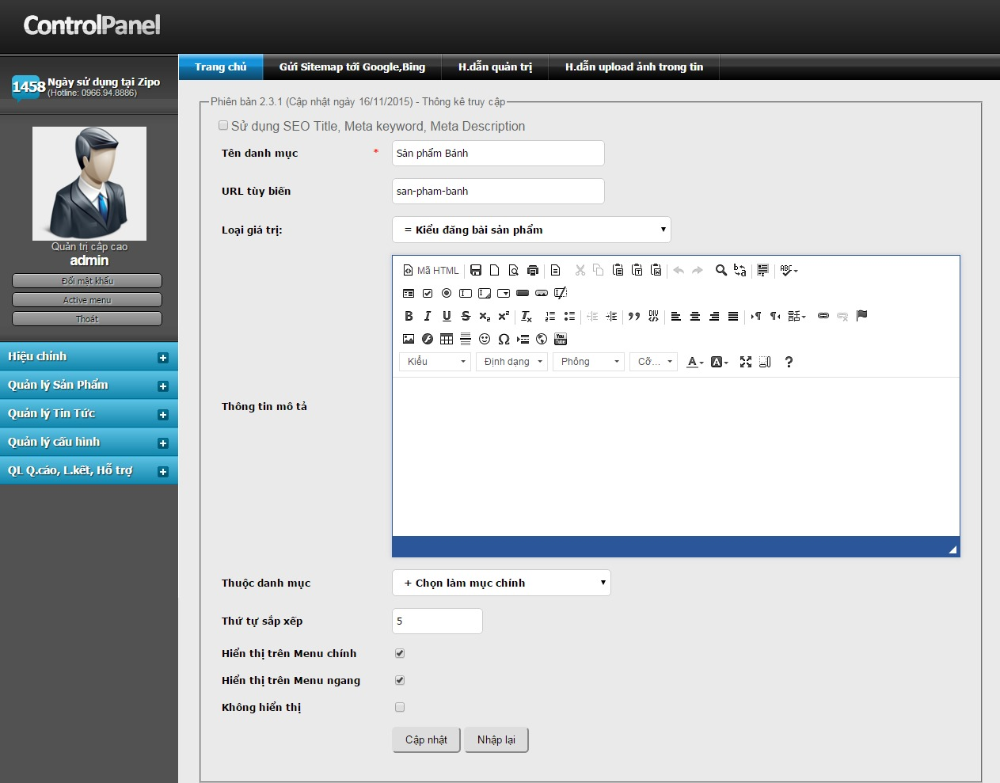 ControlPanel
1458 Ngày sử dụng tại Zipo
(Hotline: 0966.94.8886)
Quản trị cấp cao
admin
Đổi mật khẩu
Active menu
Thoát
Hiệu chỉnh
Quản lý Sản Phẩm
Quản lý Tin Tức
Quản lý cấu hình
QL Q.cáo, L.kết, Hỗ trợ
Trang chủ Gửi Sitemap tới Google,Bing H.dẫn quản trị H.dẫn upload ảnh trong tin
Phiên bản 2.3.1 (Cập nhật ngày 16/11/2015) - Thống kê truy cập
Sử dụng SEO Title, Meta keyword, Meta Description
Tên danh mục * Sản phẩm Bánh
URL tùy biến san-pham-banh
Loại giá trị: = Kiểu đăng bài sản phẩm
Mã HTML
Kiểu Định dạng Phông Cỡ...
Thông tin mô tả
Thuộc danh mục + Chọn làm mục chính
Thứ tự sắp xếp 5
Hiển thị trên Menu chính
Hiển thị trên Menu ngang
Không hiển thị
Cập nhật Nhập lại